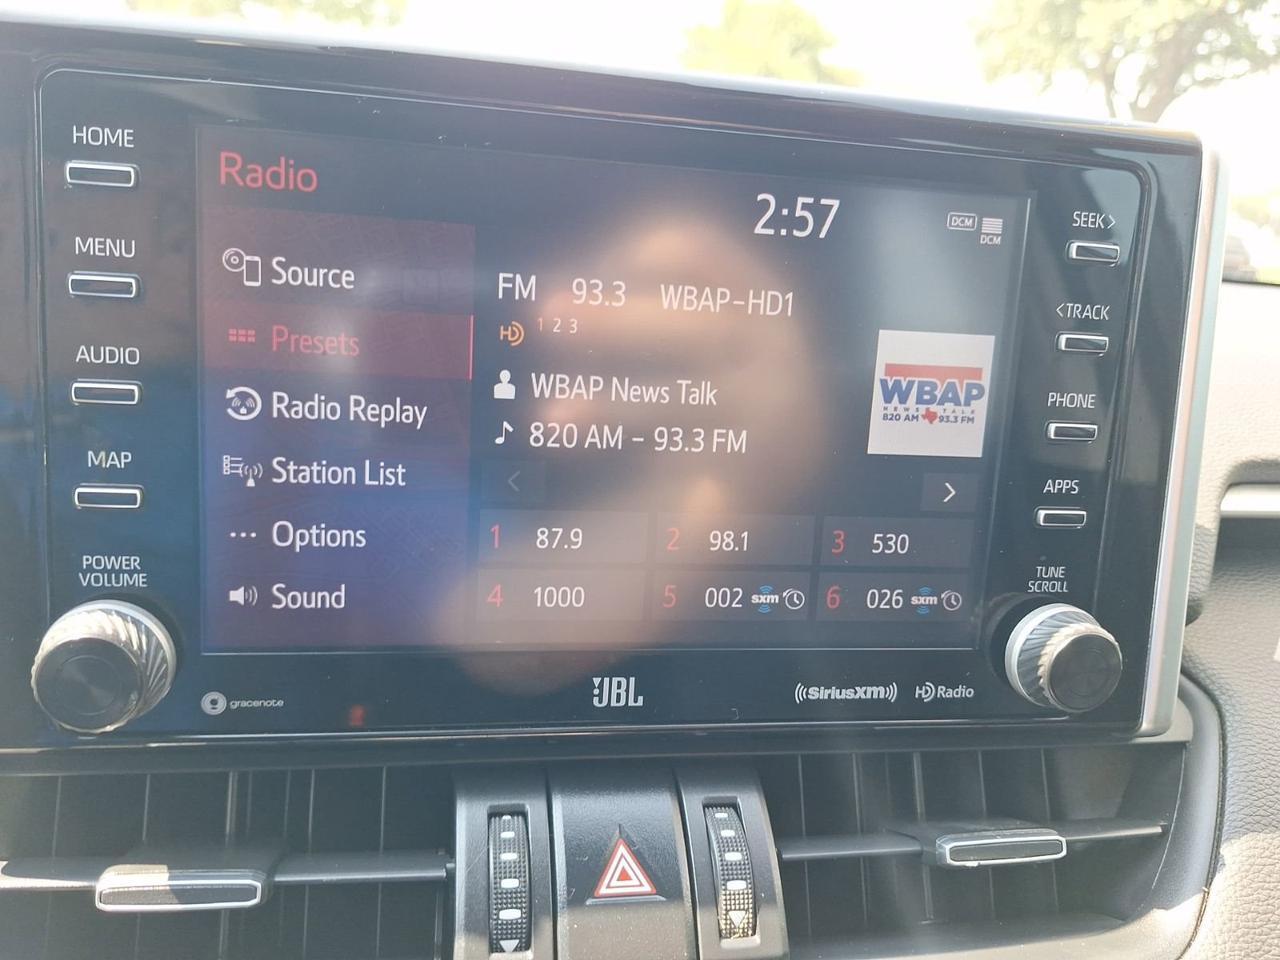 HOME
MENU
AUDIO
MAP
POWER
VOLUME
Radio
2:57
DCM
DCM
Source
Presets
Radio Replay
Station List
Options
Sound
FM 93.3 WBAP-HD1
HD 1 2 3
WBAP News Talk
820 AM - 93.3 FM
WBAP
NEWS TALK
820 AM 93.3 FM
< >
1 87.9 2 98.1 3 530
4 1000 5 002 sxm 6 026 sxm
SEEK>
<TRACK
PHONE
APPS
TUNE
SCROLL
gracenote
JBL
SiriusXM
HD Radio